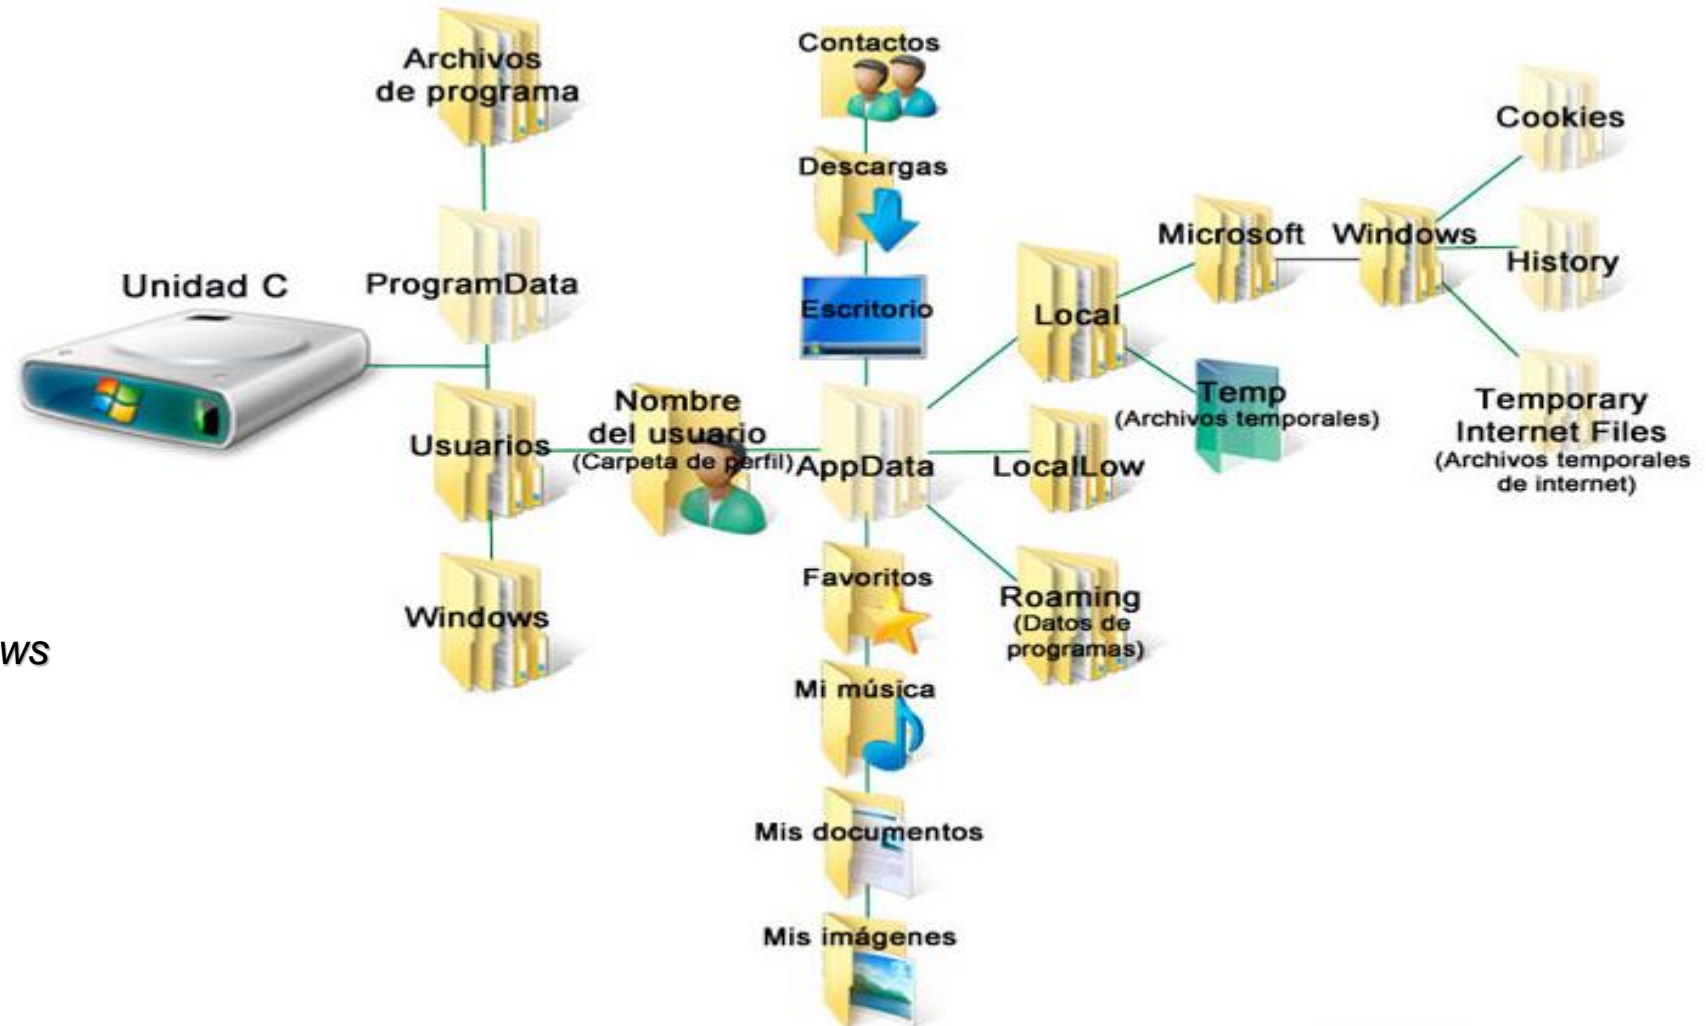 Archivos
de programa
ProgramData
Unidad C
Usuarios
Windows
ws
Nombre
del usuario
(Carpeta de perfil)
Contactos
Descargas
Escritorio
AppData
Favoritos
Mi música
Mis documentos
Mis imágenes
Local
LocalLow
Roaming
(Datos de
programas)
Microsoft
Windows
Temp
(Archivos temporales)
Cookies
History
Temporary
Internet Files
(Archivos temporales
de internet)